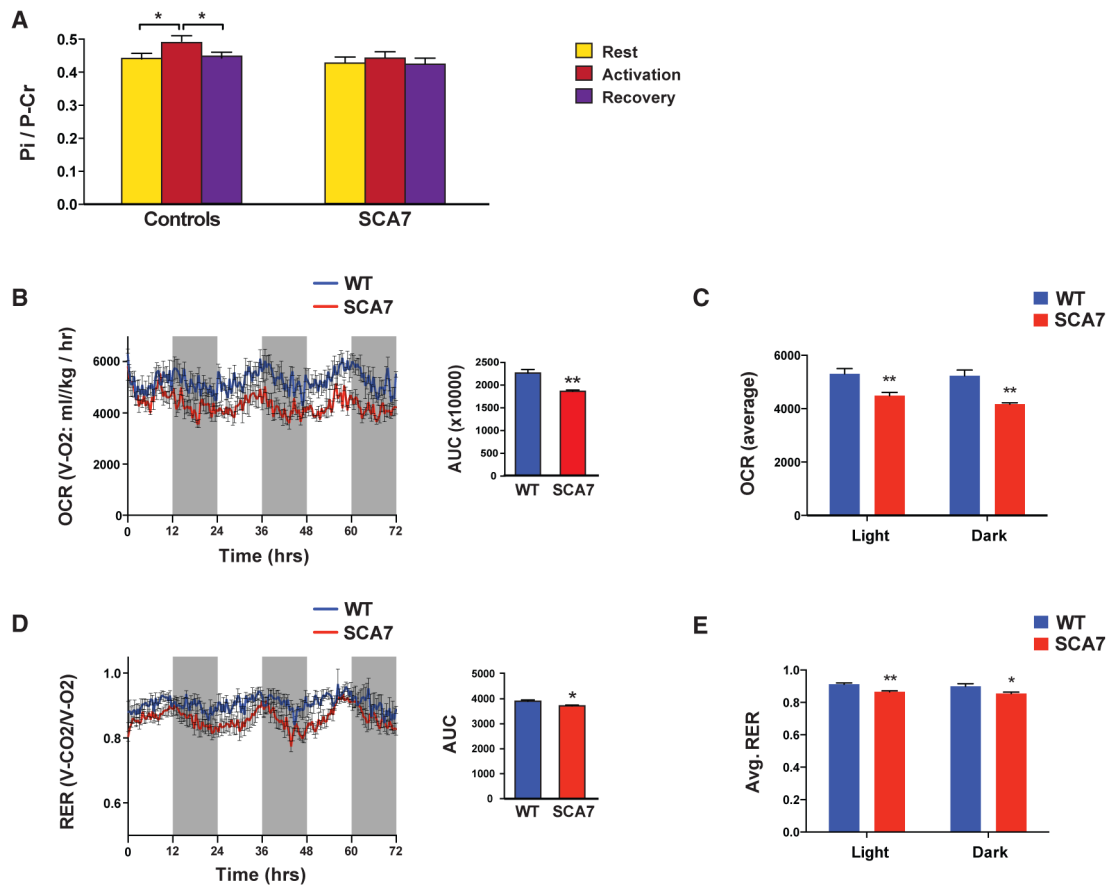 A
* *
0.5
0.4
0.3
0.2
0.1
0.0
Pi / P-Cr
Controls SCA7
Rest
Activation
Recovery
B
WT
SCA7
OCR (V-O2: ml//kg / hr)
6000
4000
2000
0
0 12 24 36 48 60 72
Time (hrs)
AUC (x10000)
2500
2250
2000
1750
1500
500
250
0
**
WT SCA7
C
WT
SCA7
OCR (average)
6000
4000
2000
0
** **
Light Dark
D
WT
SCA7
RER (V-CO2/V-O2)
1.0
0.8
0.6
0 12 24 36 48 60 72
Time (hrs)
AUC
5000
4000
3000
2000
1000
0
*
WT SCA7
E
WT
SCA7
Avg. RER
1.0
0.8
0.6
0.4
0.2
0.0
** *
Light Dark